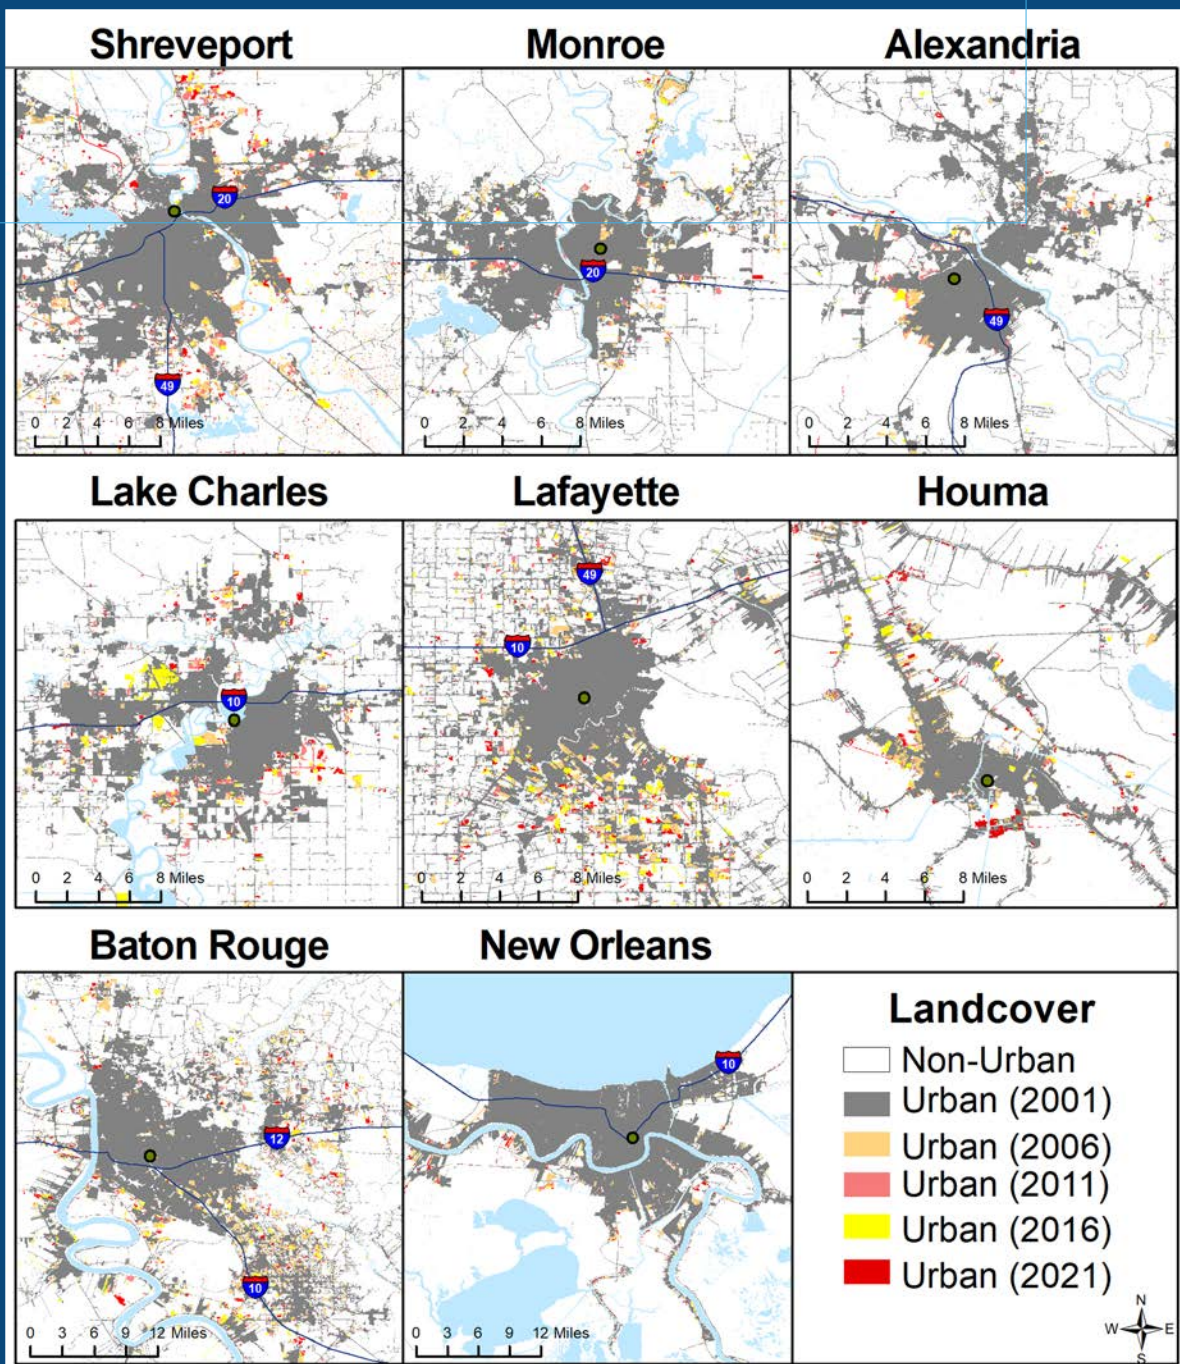 Shreveport Monroe Alexandria
20
49
0 2 4 6 8 Miles
20
0 2 4 6 8 Miles
49
0 2 4 6 8 Miles
Lake Charles Lafayette Houma
10
0 2 4 6 8 Miles
49
10
0 2 4 6 8 Miles
0 2 4 6 8 Miles
Baton Rouge New Orleans
12
10
0 3 6 9 12 Miles
10
0 3 6 9 12 Miles
Landcover
Non-Urban
Urban (2001)
Urban (2006)
Urban (2011)
Urban (2016)
Urban (2021)
N
W E
S